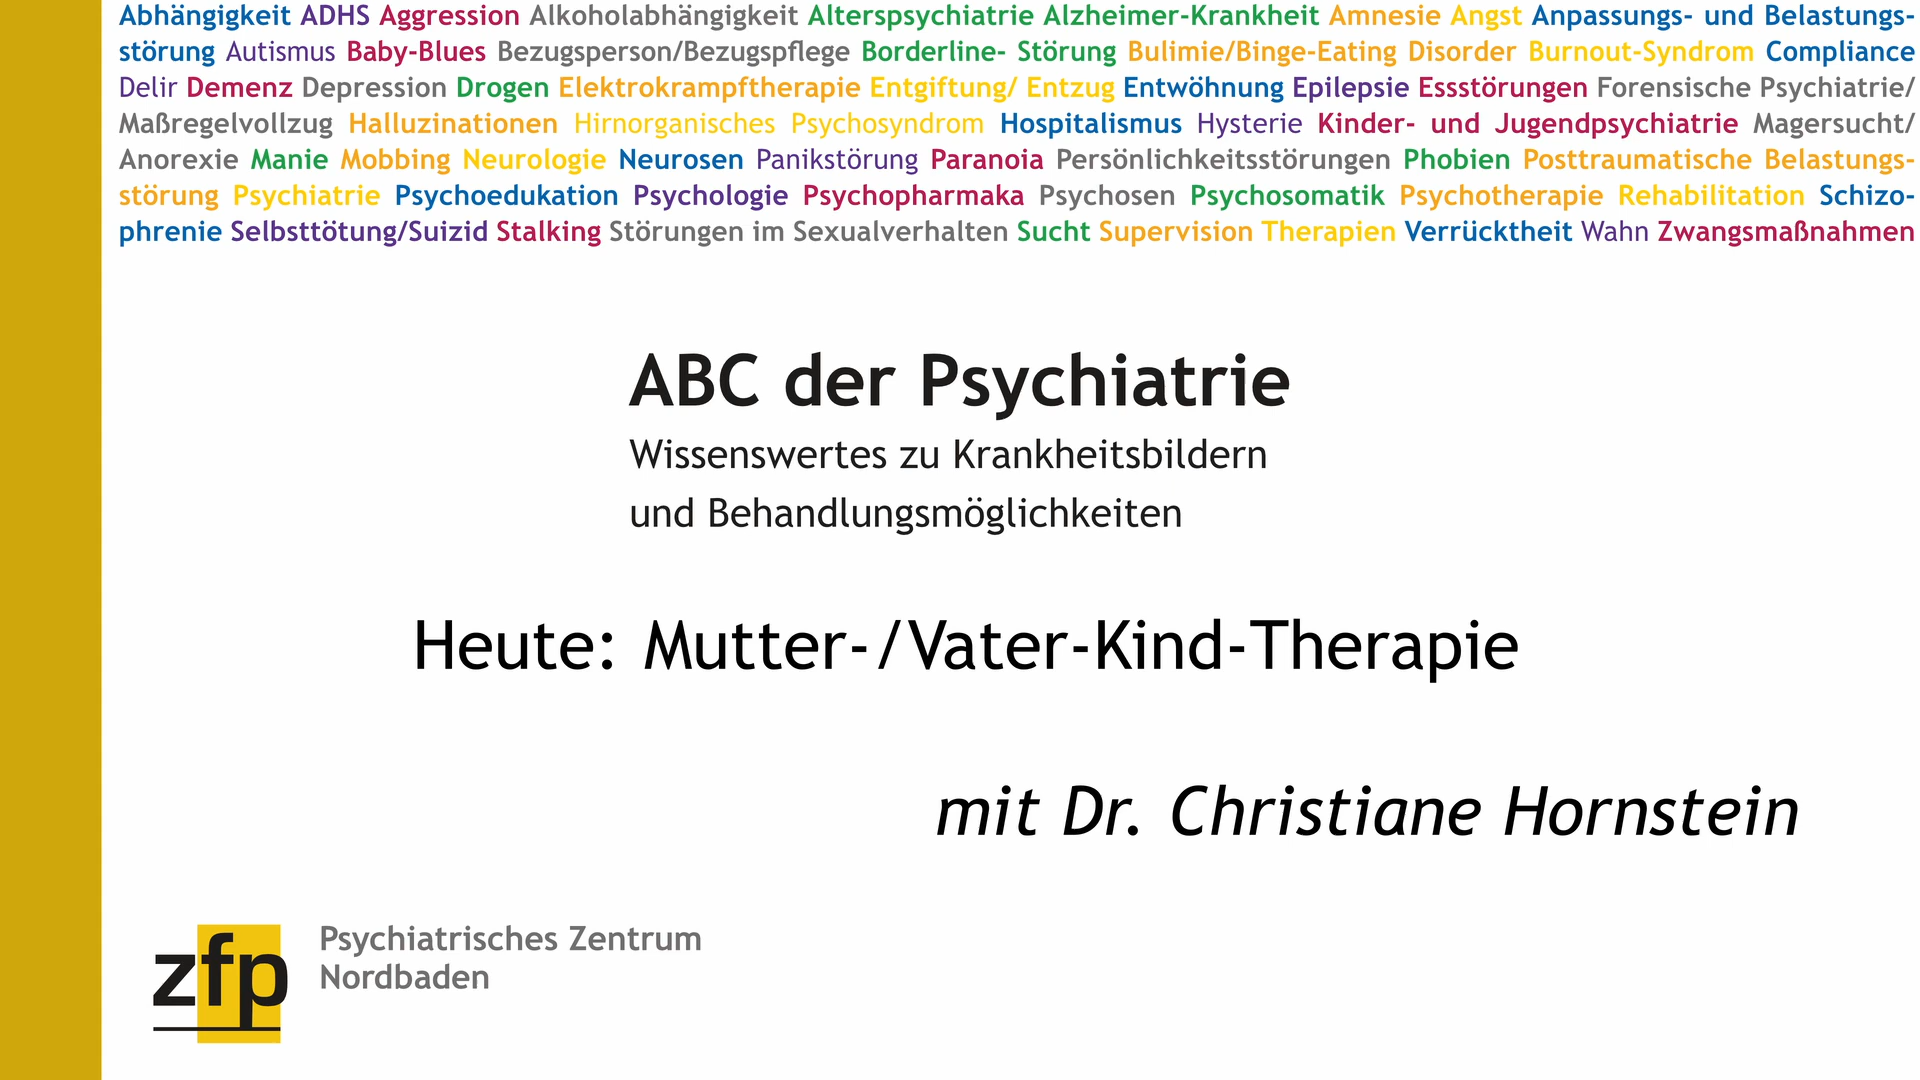 Abhängigkeit ADHS Aggression Alkoholabhängigkeit Alterspsychiatrie Alzheimer-Krankheit Amnesie Angst Anpassungs- und Belastungs-
störung Autismus Baby-Blues Bezugsperson/Bezugspflege Borderline- Störung Bulimie/Binge-Eating Disorder Burnout-Syndrom Compliance
Delir Demenz Depression Drogen Elektrokrampftherapie Entgiftung/ Entzug Entwöhnung Epilepsie Essstörungen Forensische Psychiatrie/
Maßregelvollzug Halluzinationen Hirnorganisches Psychosyndrom Hospitalismus Hysterie Kinder- und Jugendpsychiatrie Magersucht/
Anorexie Manie Mobbing Neurologie Neurosen Panikstörung Paranoia Persönlichkeitsstörungen Phobien Posttraumatische Belastungs-
störung Psychiatrie Psychoedukation Psychologie Psychopharmaka Psychosen Psychosomatik Psychotherapie Rehabilitation Schizo-
phrenie Selbsttötung/Suizid Stalking Störungen im Sexualverhalten Sucht Supervision Therapien Verrücktheit Wahn Zwangsmaßnahmen
ABC der Psychiatrie
Wissenswertes zu Krankheitsbildern
und Behandlungsmöglichkeiten
Heute: Mutter-/Vater-Kind-Therapie
mit Dr. Christiane Hornstein
zfp
Psychiatrisches Zentrum
Nordbaden